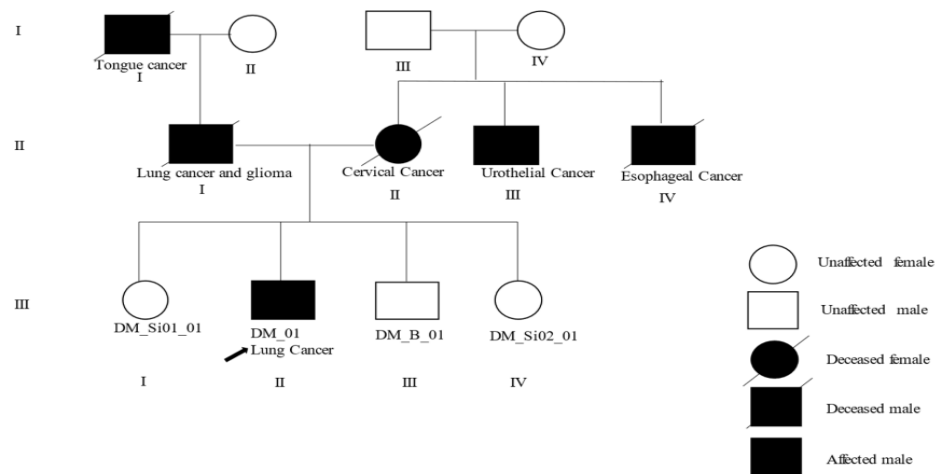 I
Tongue cancer
I
II
III
IV
II
Lung cancer and glioma
I
Cervical Cancer
II
Urothelial Cancer
III
Esophageal Cancer
IV
III
DM_Si01_01
I
DM_01
Lung Cancer
II
DM_B_01
III
DM_Si02_01
IV
Unaffected female
Unaffected male
Deceased female
Deceased male
Affected male